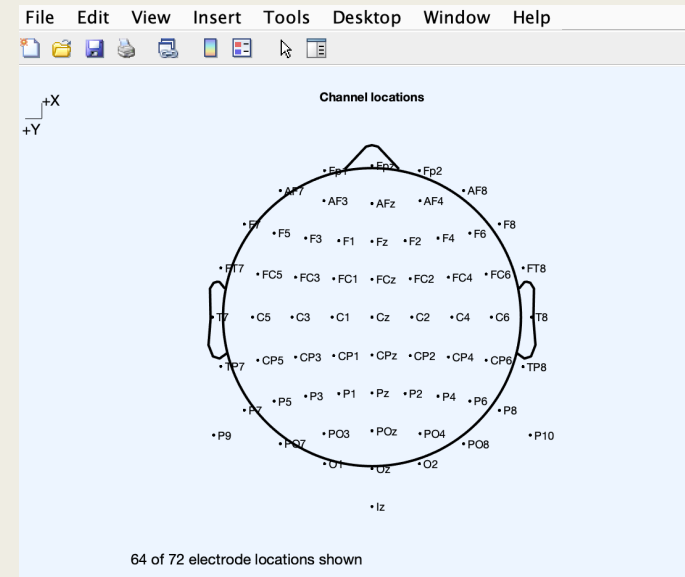 File Edit View Insert Tools Desktop Window Help
Channel locations
+X
+Y
Fp1 Fpz Fp2
AF7 AF3 AFz AF4 AF8
F7 F5 F3 F1 Fz F2 F4 F6 F8
FT7 FC5 FC3 FC1 FCz FC2 FC4 FC6 FT8
T7 C5 C3 C1 Cz C2 C4 C6 T8
TP7 CP5 CP3 CP1 CPz CP2 CP4 CP6 TP8
P7 P5 P3 P1 Pz P2 P4 P6 P8
P9 PO7 PO3 POz PO4 PO8 P10
O1 Oz O2
Iz
64 of 72 electrode locations shown